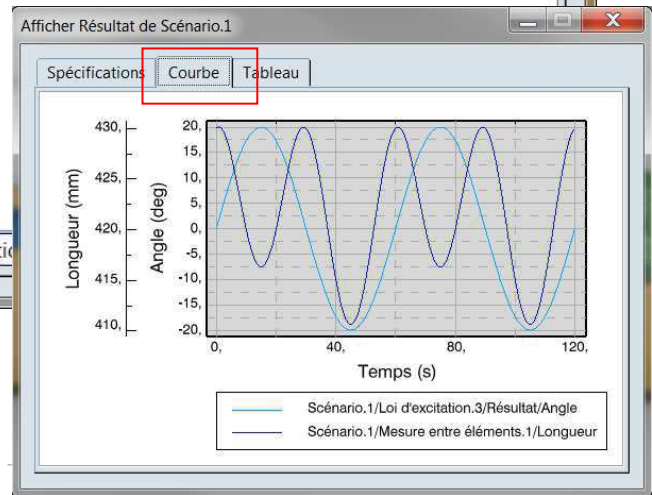 Afficher Résultat de Scénario.1
Spécifications Courbe Tableau
Longueur (mm)
430,
425,
420,
415,
410,
Angle (deg)
20,
15,
10,
5,
0,
-5,
-10,
-15,
-20,
0, 40, 80, 120,
Temps (s)
Scénario.1/Loi d'excitation.3/Résultat/Angle
Scénario.1/Mesure entre éléments.1/Longueur